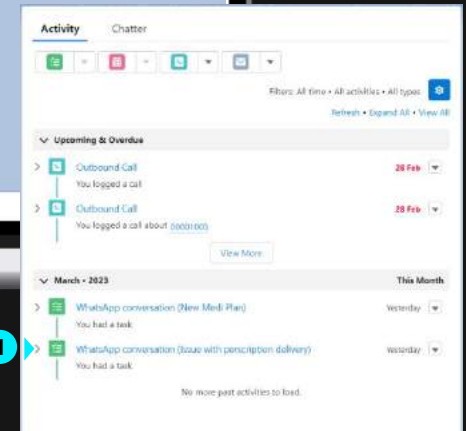 Activity Chatter
Filters: All time • All activities • All types
Refresh • Expand All • View All
Upcoming & Overdue
Outbound Call 28 Feb
You logged a call
Outbound Call 28 Feb
You logged a call about 00001005
View More
March • 2023 This Month
WhatsApp conversation (New Medi Plan) Yesterday
You had a task
WhatsApp conversation (Issue with perscription delivery) Yesterday
You had a task
No more past activities to load.